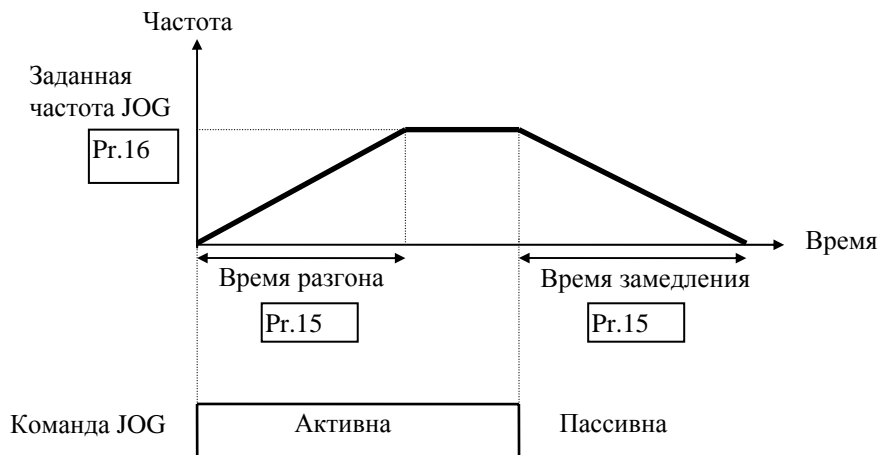 Частота
Заданная
частота JOG
Pr.16
Время
Время разгона
Время замедления
Pr.15
Pr.15
Команда JOG
Активна
Пассивна